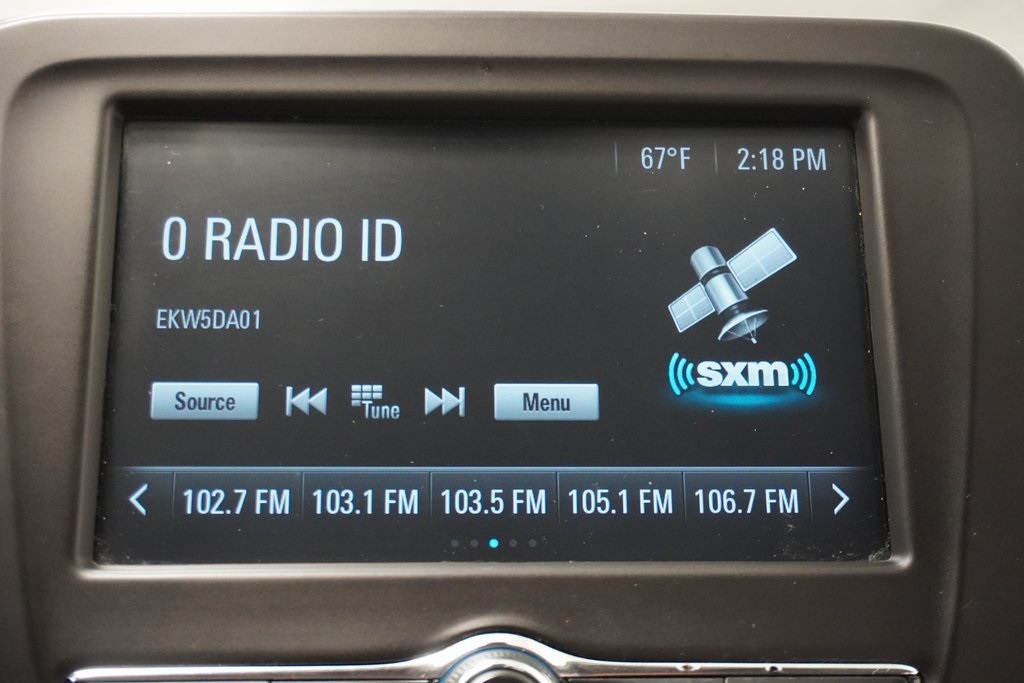 67°F 2:18 PM
0 RADIO ID
EKW5DA01
sxm
Source Tune Menu
102.7 FM 103.1 FM 103.5 FM 105.1 FM 106.7 FM